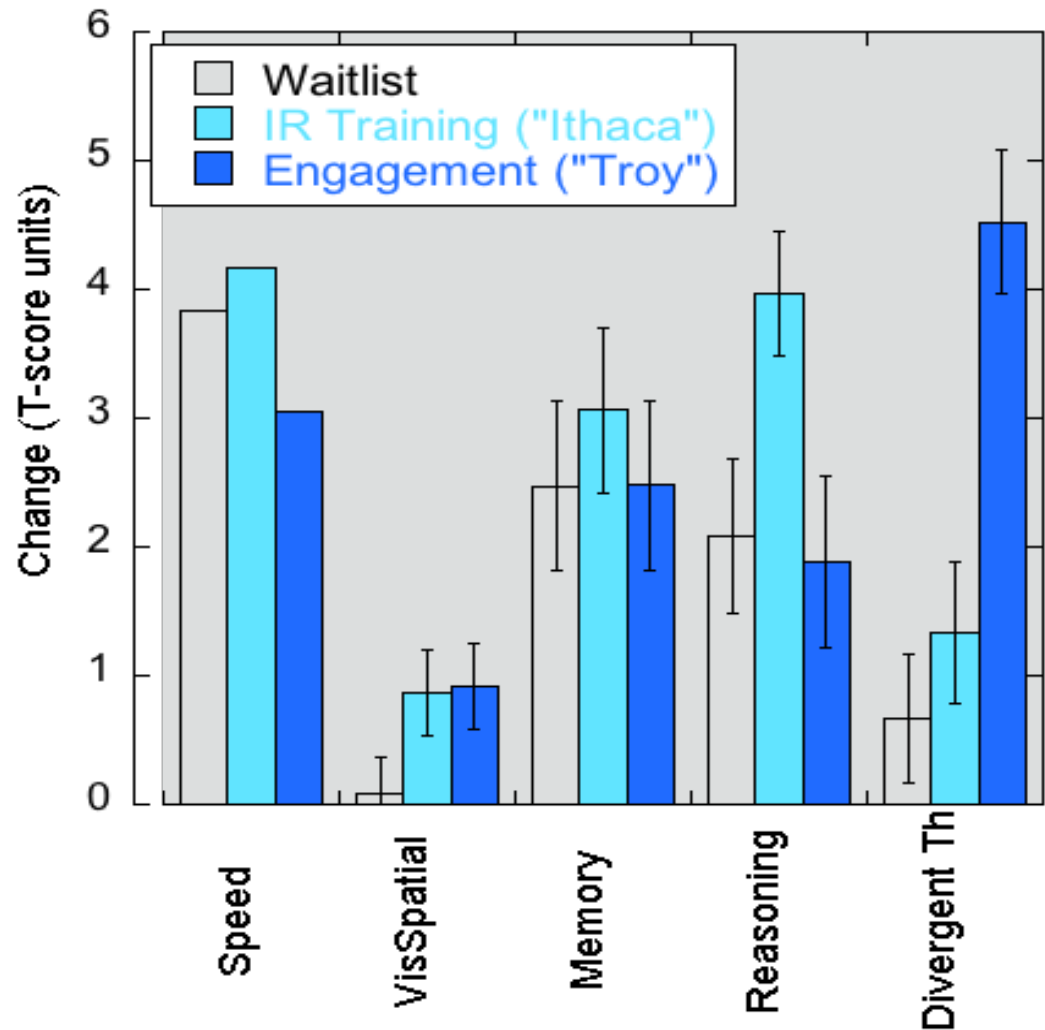 6
5
4
3
2
1
0
Change (T-score units)
Waitlist
IR Training ("Ithaca")
Engagement ("Troy")
Speed
VisSpatial
Memory
Reasoning
Divergent Th